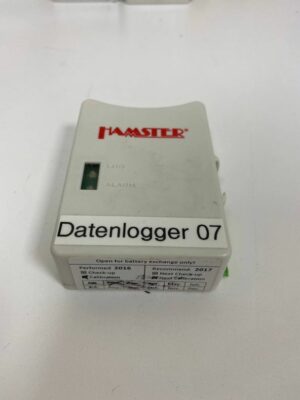 HAMSTER®
LINK
ALARM
Datenlogger 07
Open for battery exchange only!
Performed 2016 Recommend. 2017
Check-up Next Check-up
Calibration Next Calibration